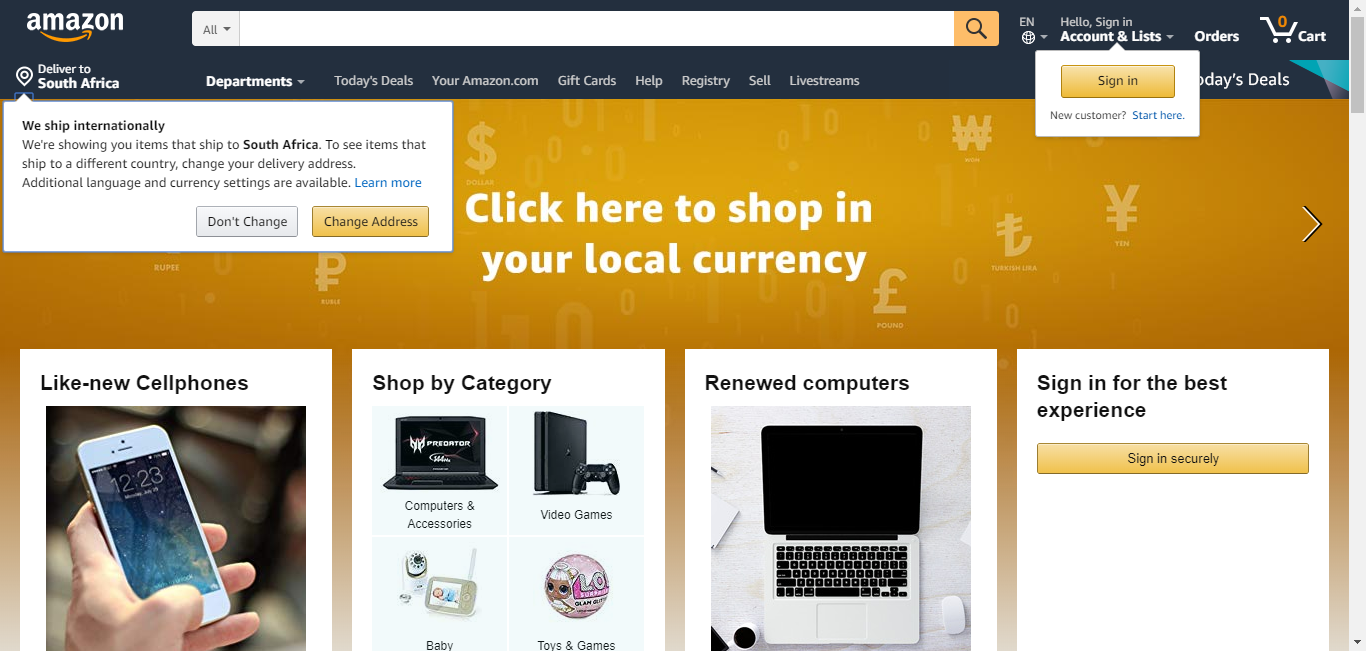 amazon
All
EN
Hello, Sign in
Account & Lists
Orders
0
Cart
Deliver to
South Africa
Departments
Today's Deals
Your Amazon.com
Gift Cards
Help
Registry
Sell
Livestreams
oday's Deals
Sign in
New customer? Start here.
We ship internationally
We're showing you items that ship to South Africa. To see items that
ship to a different country, change your delivery address.
Additional language and currency settings are available. Learn more
Don't Change
Change Address
$
DOLLAR
₩
WON
Click here to shop in
your local currency
¥
YEN
₺
TURKISH LIRA
RUPEE
₽
RUBLE
£
POUND
Like-new Cellphones
12:23
Shop by Category
PREDATOR
Computers &
Accessories
Video Games
Baby
L.O.L
GLAM GLITTER
Toys & Games
Renewed computers
Sign in for the best
experience
Sign in securely